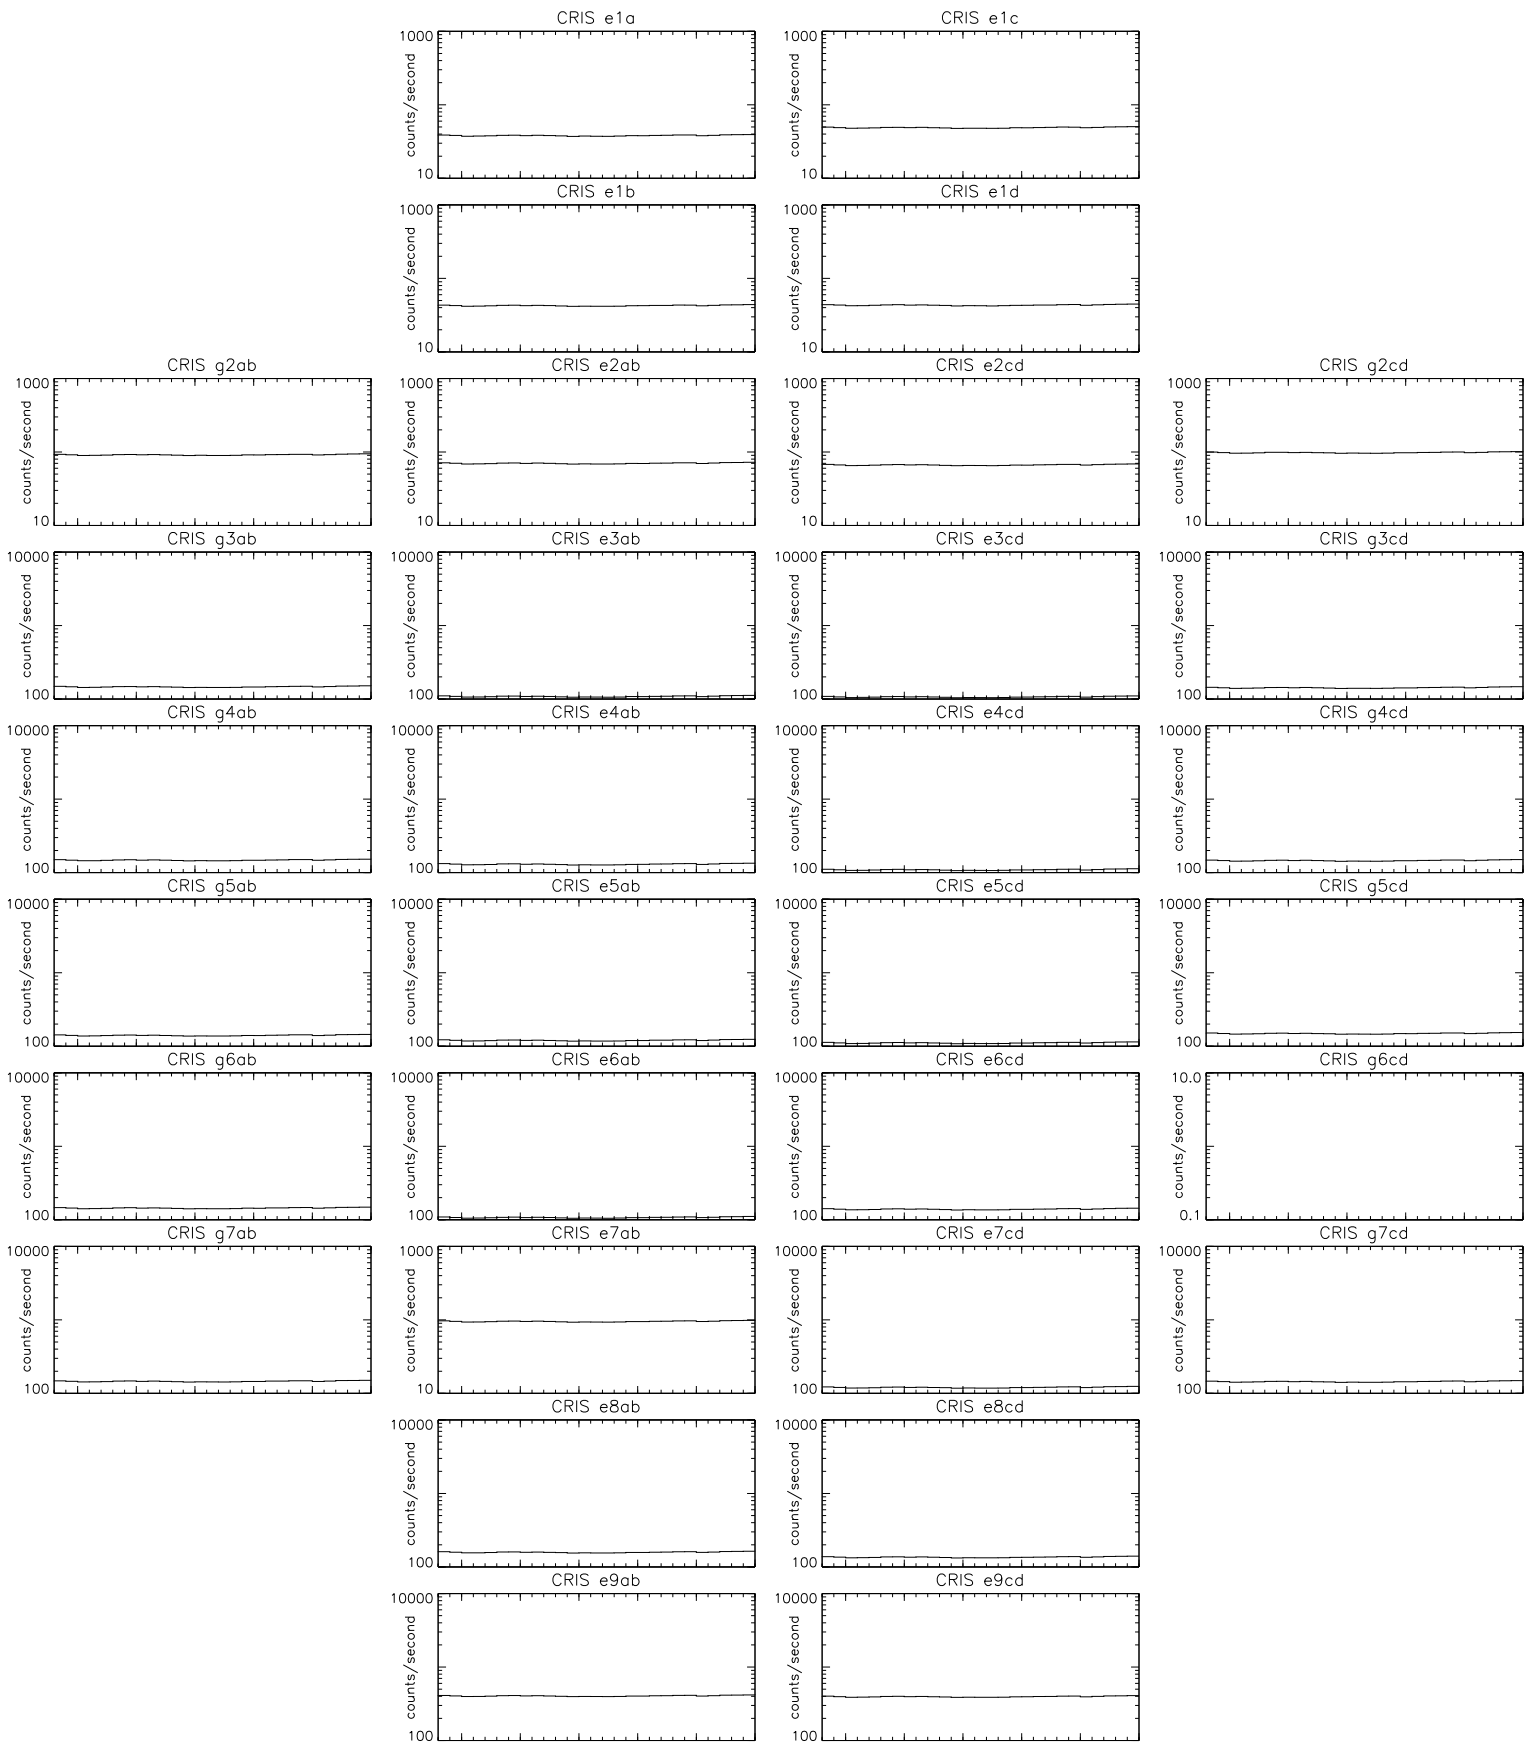 CRIS e1a
1000
counts/second
10
CRIS e1c
1000
counts/second
10
CRIS e1b
1000
counts/second
10
CRIS e1d
1000
counts/second
10
CRIS g2ab
1000
counts/second
10
CRIS e2ab
1000
counts/second
10
CRIS e2cd
1000
counts/second
10
CRIS g2cd
1000
counts/second
10
CRIS g3ab
10000
counts/second
100
CRIS e3ab
10000
counts/second
100
CRIS e3cd
10000
counts/second
100
CRIS g3cd
10000
counts/second
100
CRIS g4ab
10000
counts/second
100
CRIS e4ab
10000
counts/second
100
CRIS e4cd
10000
counts/second
100
CRIS g4cd
10000
counts/second
100
CRIS g5ab
10000
counts/second
100
CRIS e5ab
10000
counts/second
100
CRIS e5cd
10000
counts/second
100
CRIS g5cd
10000
counts/second
100
CRIS g6ab
10000
counts/second
100
CRIS e6ab
10000
counts/second
100
CRIS e6cd
10000
counts/second
100
CRIS g6cd
10.0
counts/second
0.1
CRIS g7ab
10000
counts/second
100
CRIS e7ab
1000
counts/second
10
CRIS e7cd
10000
counts/second
100
CRIS g7cd
10000
counts/second
100
CRIS e8ab
10000
counts/second
100
CRIS e8cd
10000
counts/second
100
CRIS e9ab
10000
counts/second
100
CRIS e9cd
10000
counts/second
100